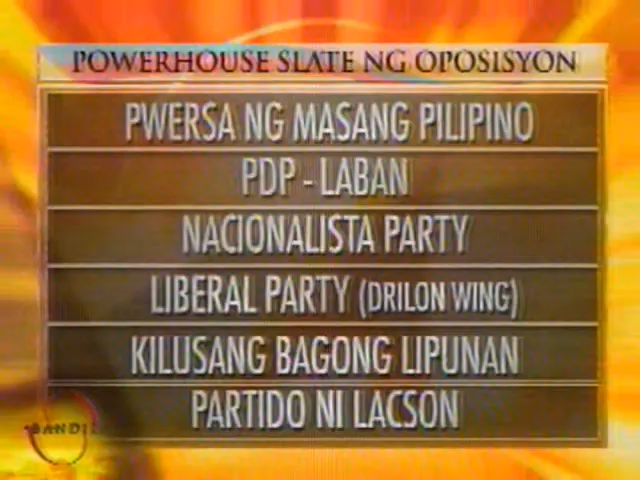 POWERHOUSE SLATE NG OPOSISYON
PWERSA NG MASANG PILIPINO
PDP - LABAN
NACIONALISTA PARTY
LIBERAL PARTY (DRILON WING)
KILUSANG BAGONG LIPUNAN
PARTIDO NI LACSON